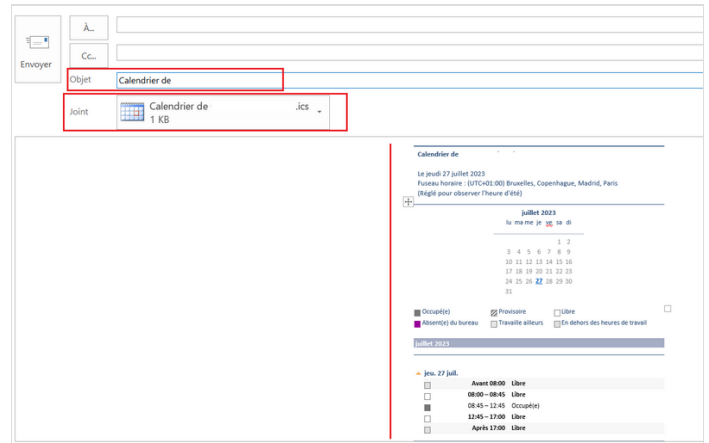 À...
Envoyer
Cc...
Objet
Calendrier de
Joint
Calendrier de .ics
1 KB
Calendrier de
Le jeudi 27 juillet 2023
Fuseau horaire : (UTC+01:00) Bruxelles, Copenhague, Madrid, Paris
(Réglé pour observer l'heure d'été)
juillet 2023
lu ma me je ve sa di
1 2
3 4 5 6 7 8 9
10 11 12 13 14 15 16
17 18 19 20 21 22 23
24 25 26 27 28 29 30
31
Occupé(e) Provisoire Libre
Absent(e) du bureau Travaille ailleurs En dehors des heures de travail
juillet 2023
jeu. 27 juil.
Avant 08:00 Libre
08:00 – 08:45 Libre
08:45 – 12:45 Occupé(e)
12:45 – 17:00 Libre
Après 17:00 Libre